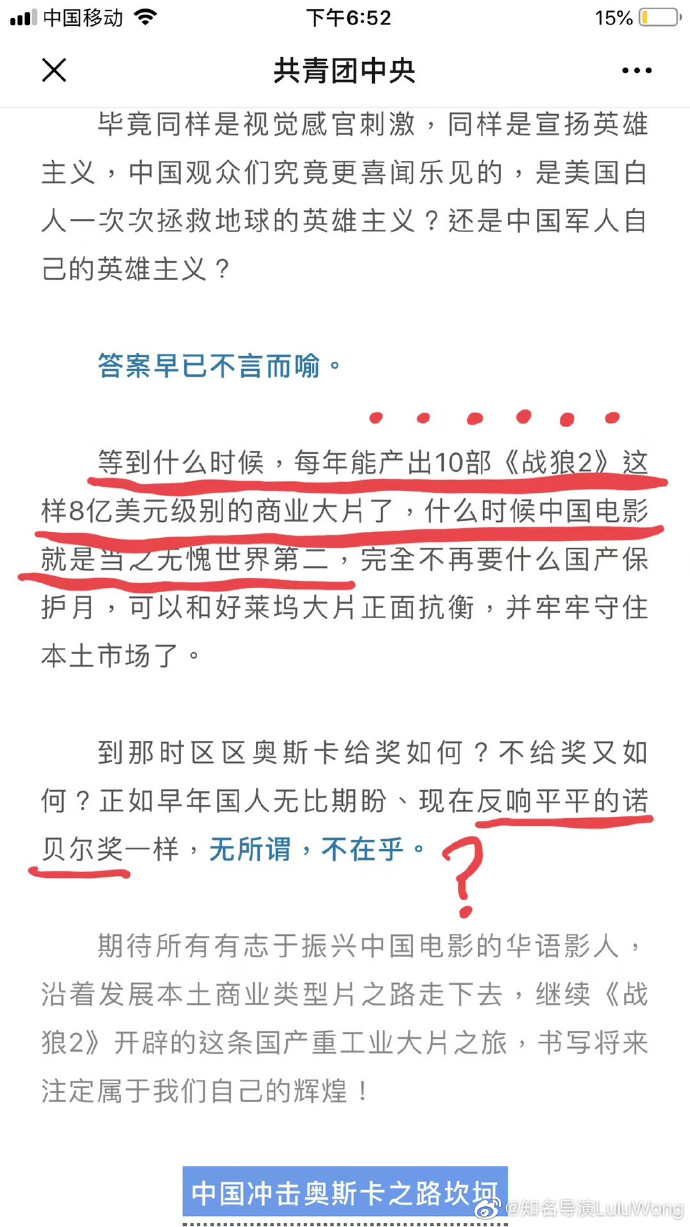 中国移动 下午6:52 15%
共青团中央
毕竟同样是视觉感官刺激，同样是宣扬英雄
主义，中国观众们究竟更喜闻乐见的，是美国白
人一次次拯救地球的英雄主义？还是中国军人自
己的英雄主义？
答案早已不言而喻。
等到什么时候，每年能产出10部《战狼2》这
样8亿美元级别的商业大片了，什么时候中国电影
就是当之无愧世界第二，完全不再要什么国产保
护月，可以和好莱坞大片正面抗衡，并牢牢守住
本土市场了。
到那时区区奥斯卡给奖如何？不给奖又如
何？正如早年国人无比期盼、现在反响平平的诺
贝尔奖一样，无所谓，不在乎。
？
期待所有有志于振兴中国电影的华语影人，
沿着发展本土商业类型片之路走下去，继续《战
狼2》开辟的这条国产重工业大片之旅，书写将来
注定属于我们自己的辉煌！
中国冲击奥斯卡之路坎坷
@知名导演LuluWong